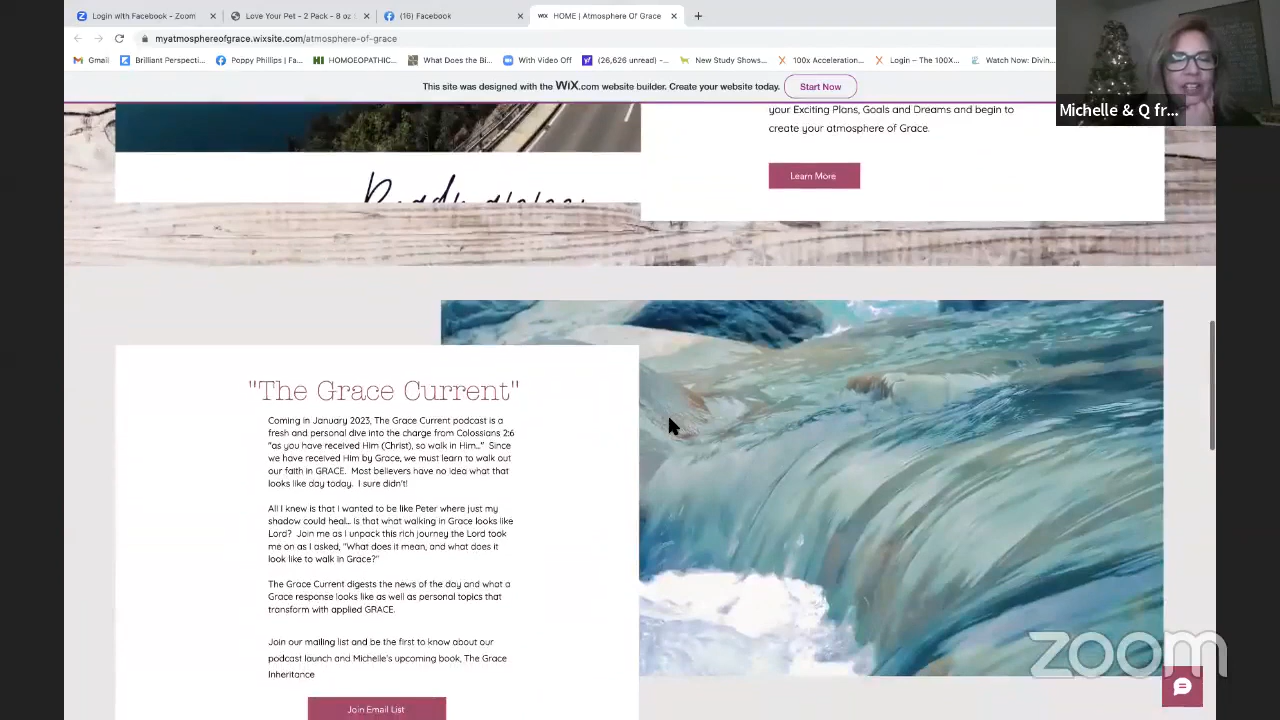 Login with Facebook - Zoom
Love Your Pet - 2 Pack - 8 oz
(16) Facebook
WiX HOME | Atmosphere Of Grace
myatmosphereofgrace.wixsite.com/atmosphere-of-grace
Gmail Brilliant Perspecti... Poppy Phillips | Fa... HOMOEOPATHIC... What Does the Bi... With Video Off (26,626 unread) -... New Study Shows... 100x Acceleration... Login – The 100X... Watch Now: Divin...
This site was designed with the WiX.com website builder. Create your website today. Start Now
Michelle & Q fr...
your Exciting Plans, Goals and Dreams and begin to
create your atmosphere of Grace.
Learn More
"The Grace Current"
Coming in January 2023, The Grace Current podcast is a
fresh and personal dive into the charge from Colossians 2:6
"as you have received Him (Christ), so walk in Him..." Since
we have received Him by Grace, we must learn to walk out
our faith in GRACE. Most believers have no idea what that
looks like day today. I sure didn't!
All I knew is that I wanted to be like Peter where just my
shadow could heal... Is that what walking in Grace looks like
Lord? Join me as I unpack this rich journey the Lord took
me on as I asked, "What does it mean, and what does it
look like to walk in Grace?"
The Grace Current digests the news of the day and what a
Grace response looks like as well as personal topics that
transform with applied GRACE.
Join our mailing list and be the first to know about our
podcast launch and Michelle's upcoming book, The Grace
Inheritance
Join Email List
zoom